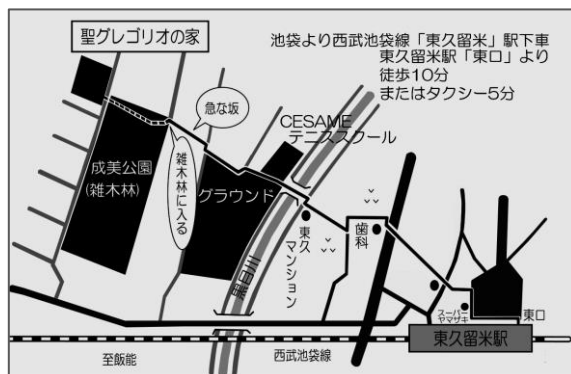 聖グレゴリオの家
池袋より西武池袋線「東久留米」駅下車
東久留米駅「東口」より
徒歩10分
またはタクシー5分
急な坂
CESAME
テニススクール
成美公園
(雑木林)
雑木林に入る
グラウンド
東久
マンション
歯科
黒目川
スーパー
ヤマザキ
東口
東久留米駅
至飯能
西武池袋線